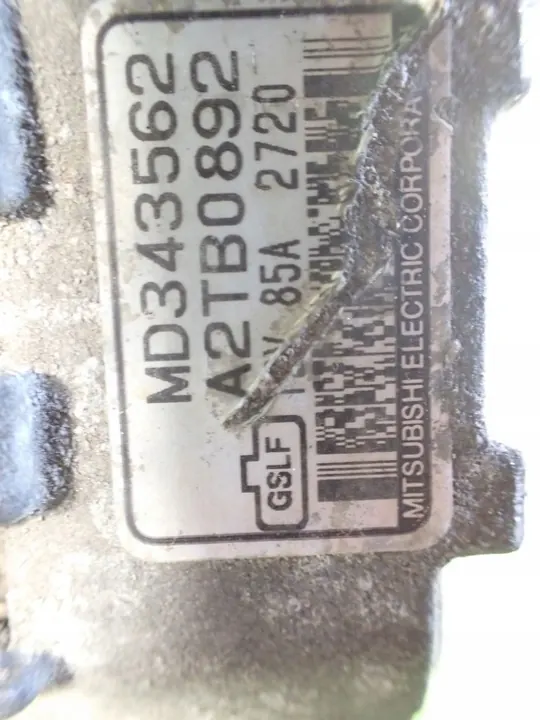 MD343562
A2TB0892
V 85A 2720
GSLF
MITSUBISHI ELECTRIC CORPORA